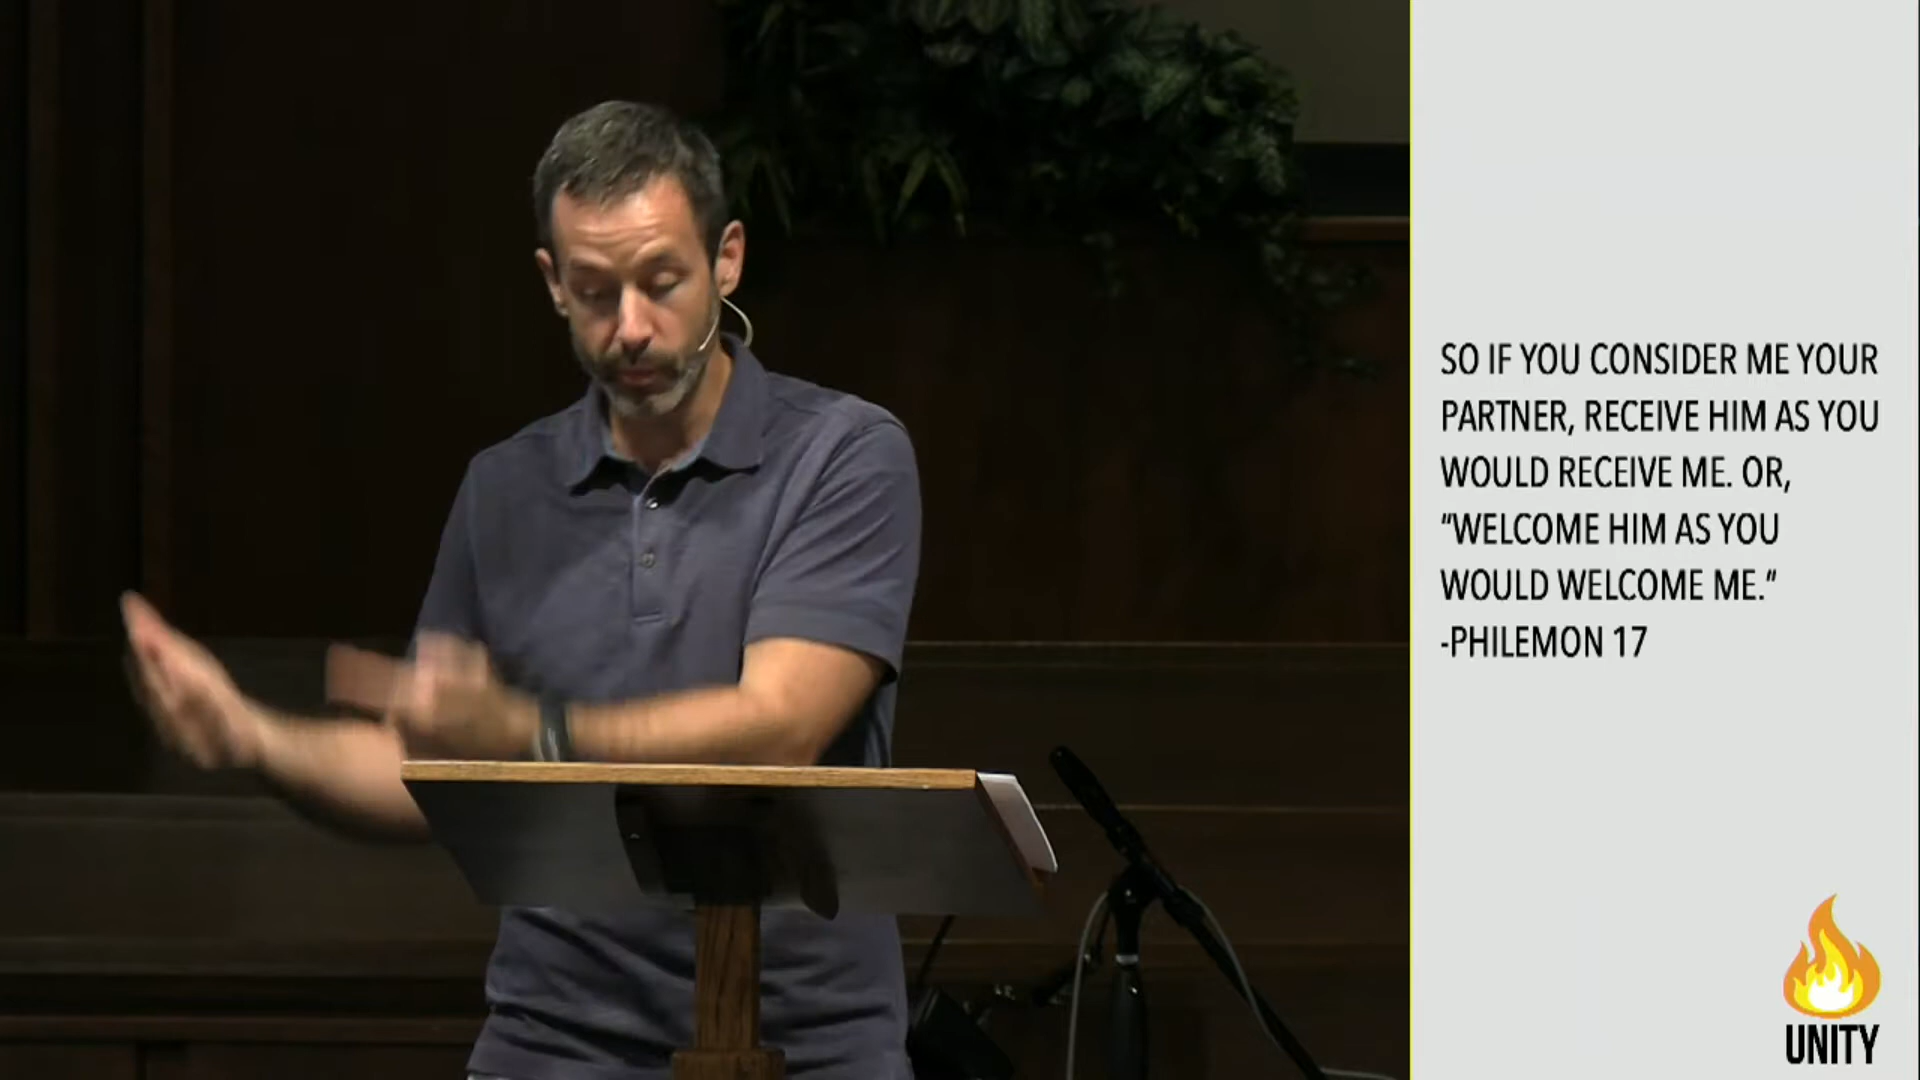 SO IF YOU CONSIDER ME YOUR
PARTNER, RECEIVE HIM AS YOU
WOULD RECEIVE ME. OR,
“WELCOME HIM AS YOU
WOULD WELCOME ME.”
-PHILEMON 17
UNITY